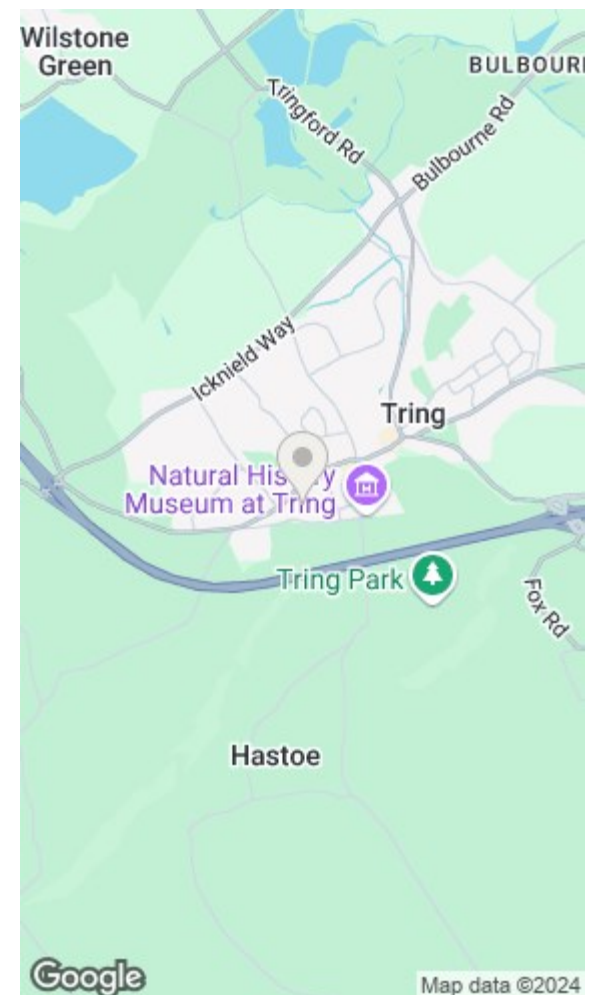 Wilstone
Green
BULBOUR
Tringford Rd
Bulbourne Rd
Icknield Way
Tring
Natural History
Museum at Tring
Tring Park
Fox Rd
Hastoe
Google
Map data ©2024